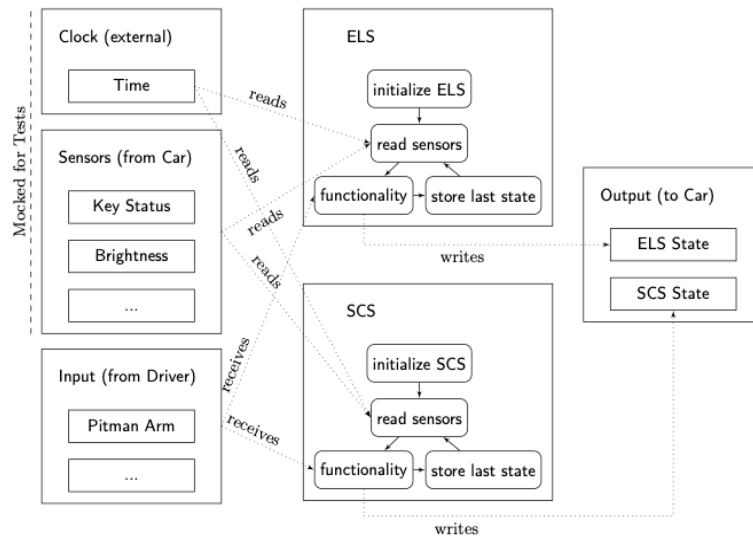 Mocked for Tests
Clock (external)
Time
Sensors (from Car)
Key Status
Brightness
...
Input (from Driver)
Pitman Arm
...
reads
reads
reads
reads
receives
receives
ELS
initialize ELS
read sensors
functionality
store last state
writes
SCS
initialize SCS
read sensors
functionality
store last state
writes
Output (to Car)
ELS State
SCS State